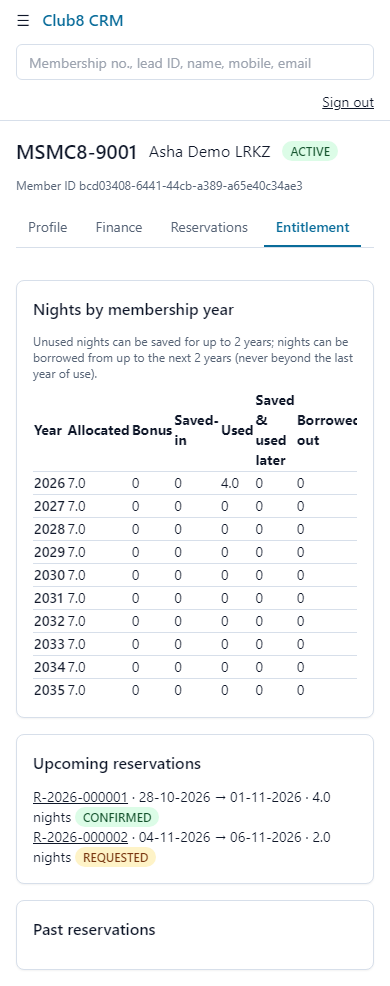 ☰ Club8 CRM
Membership no., lead ID, name, mobile, email
Sign out
MSMC8-9001 Asha Demo LRKZ ACTIVE
Member ID bcd03408-6441-44cb-a389-a65e40c34ae3
Profile Finance Reservations Entitlement
Nights by membership year
Unused nights can be saved for up to 2 years; nights can be
borrowed from up to the next 2 years (never beyond the last
year of use).
Year Allocated Bonus Saved-in Used Saved & used later Borrowed out
2026 7.0 0 0 4.0 0 0
2027 7.0 0 0 0 0 0
2028 7.0 0 0 0 0 0
2029 7.0 0 0 0 0 0
2030 7.0 0 0 0 0 0
2031 7.0 0 0 0 0 0
2032 7.0 0 0 0 0 0
2033 7.0 0 0 0 0 0
2034 7.0 0 0 0 0 0
2035 7.0 0 0 0 0 0
Upcoming reservations
R-2026-000001 · 28-10-2026 → 01-11-2026 · 4.0
nights CONFIRMED
R-2026-000002 · 04-11-2026 → 06-11-2026 · 2.0
nights REQUESTED
Past reservations